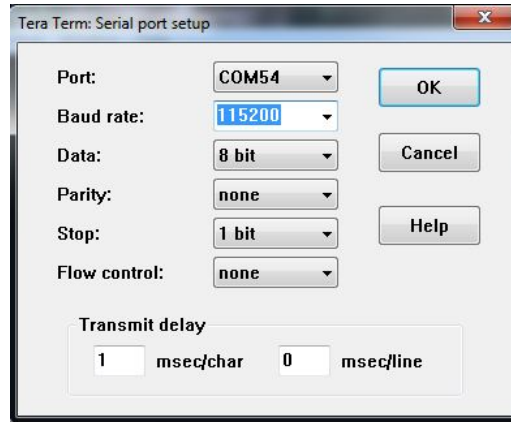 Tera Term: Serial port setup
Port: COM54 OK
Baud rate: 115200
Data: 8 bit Cancel
Parity: none
Stop: 1 bit Help
Flow control: none
Transmit delay
1 msec/char 0 msec/line